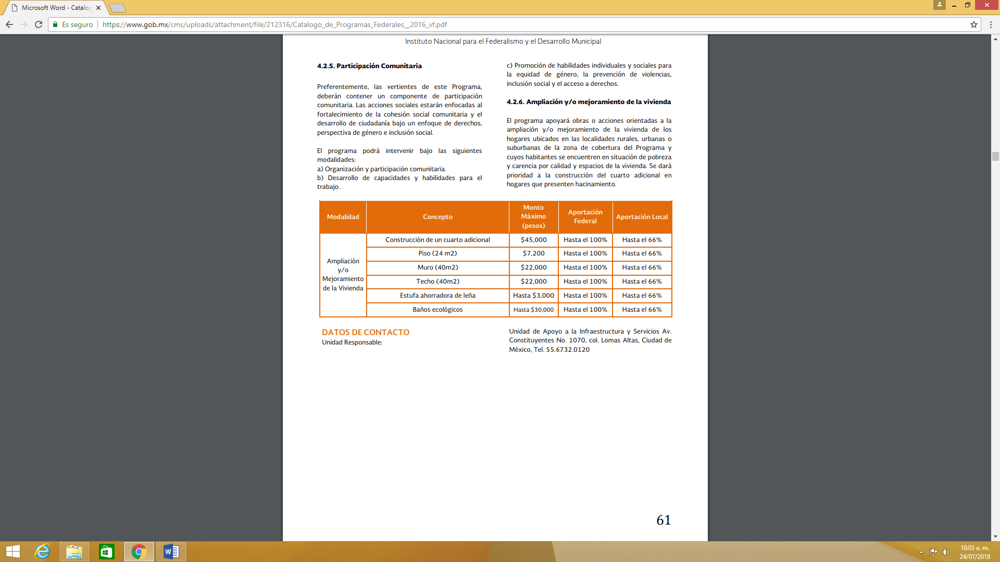 Microsoft Word - Catalog
Es seguro
https://www.gob.mx/cms/uploads/attachment/file/212316/Catalogo_de_Programas_Federales__2016_vf.pdf
Instituto Nacional para el Federalismo y el Desarrollo Municipal
4.2.5. Participación Comunitaria
Preferentemente, las vertientes de este Programa,
deberán contener un componente de participación
comunitaria. Las acciones sociales estarán enfocadas al
fortalecimiento de la cohesión social comunitaria y el
desarrollo de ciudadanía bajo un enfoque de derechos,
perspectiva de género e inclusión social.
El programa podrá intervenir bajo las siguientes
modalidades:
a) Organización y participación comunitaria.
b) Desarrollo de capacidades y habilidades para el
trabajo.
c) Promoción de habilidades individuales y sociales para
la equidad de género, la prevención de violencias,
inclusión social y el acceso a derechos.
4.2.6. Ampliación y/o mejoramiento de la vivienda
El programa apoyará obras o acciones orientadas a la
ampliación y/o mejoramiento de la vivienda de los
hogares ubicados en las localidades rurales, urbanas o
suburbanas de la zona de cobertura del Programa y
cuyos habitantes se encuentren en situación de pobreza
y carencia por calidad y espacios de la vivienda. Se dará
prioridad a la construcción del cuarto adicional en
hogares que presenten hacinamiento.
Modalidad
Concepto
Monto
Máximo
(pesos)
Aportación
Federal
Aportación Local
Ampliación
y/o
Mejoramiento
de la Vivienda
Construcción de un cuarto adicional $45,000 Hasta el 100% Hasta el 66%
Piso (24 m2) $7,200 Hasta el 100% Hasta el 66%
Muro (40m2) $22,000 Hasta el 100% Hasta el 66%
Techo (40m2) $22,000 Hasta el 100% Hasta el 66%
Estufa ahorradora de leña Hasta $3,000 Hasta el 100% Hasta el 66%
Baños ecológicos Hasta $30,000 Hasta el 100% Hasta el 66%
DATOS DE CONTACTO
Unidad Responsable:
Unidad de Apoyo a la Infraestructura y Servicios Av.
Constituyentes No. 1070, col. Lomas Altas, Ciudad de
México, Tel. 55.6732.0120
61
10:03 a. m.
24/07/2018